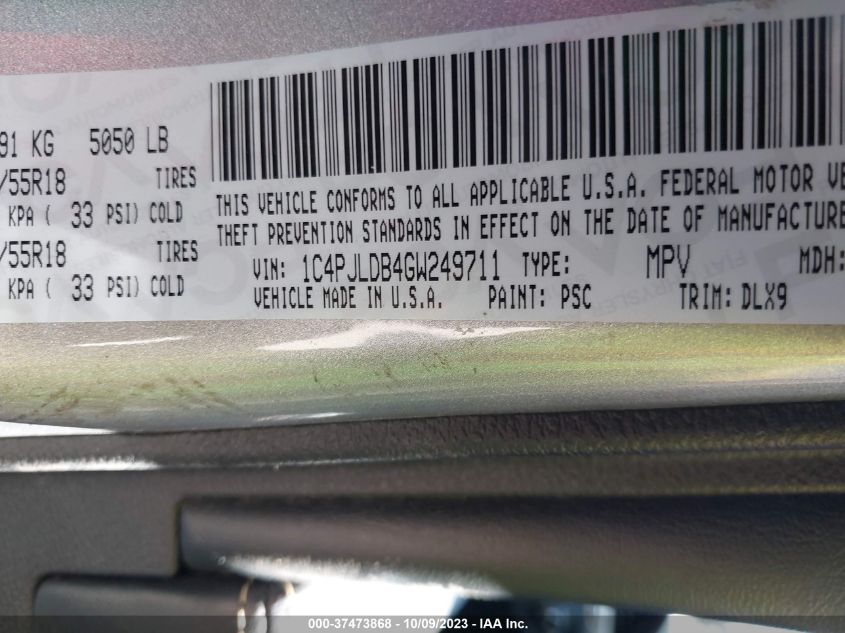 91 KG 5050 LB
/55R18 TIRES
KPA ( 33 PSI) COLD
/55R18 TIRES
KPA ( 33 PSI) COLD
THIS VEHICLE CONFORMS TO ALL APPLICABLE U.S.A. FEDERAL MOTOR VE
THEFT PREVENTION STANDARDS IN EFFECT ON THE DATE OF MANUFACTURE
VIN: 1C4PJLDB4GW249711 TYPE: MPV MDH:
VEHICLE MADE IN U.S.A. PAINT: PSC TRIM: DLX9
000-37473868 - 10/09/2023 - IAA Inc.